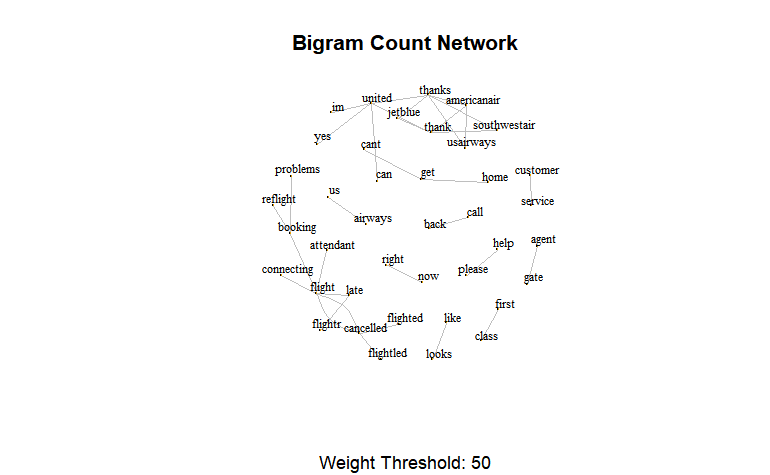 Bigram Count Network
thanks
united
americanair
im
jetblue
thank
southwestair
yes
cant
usairways
problems
can
get
home
customer
us
reflight
service
airways
call
booking
back
attendant
help
agent
right
connecting
now
please
gate
flight
late
first
flightr
cancelled
flighted
like
class
flightled
looks
Weight Threshold: 50